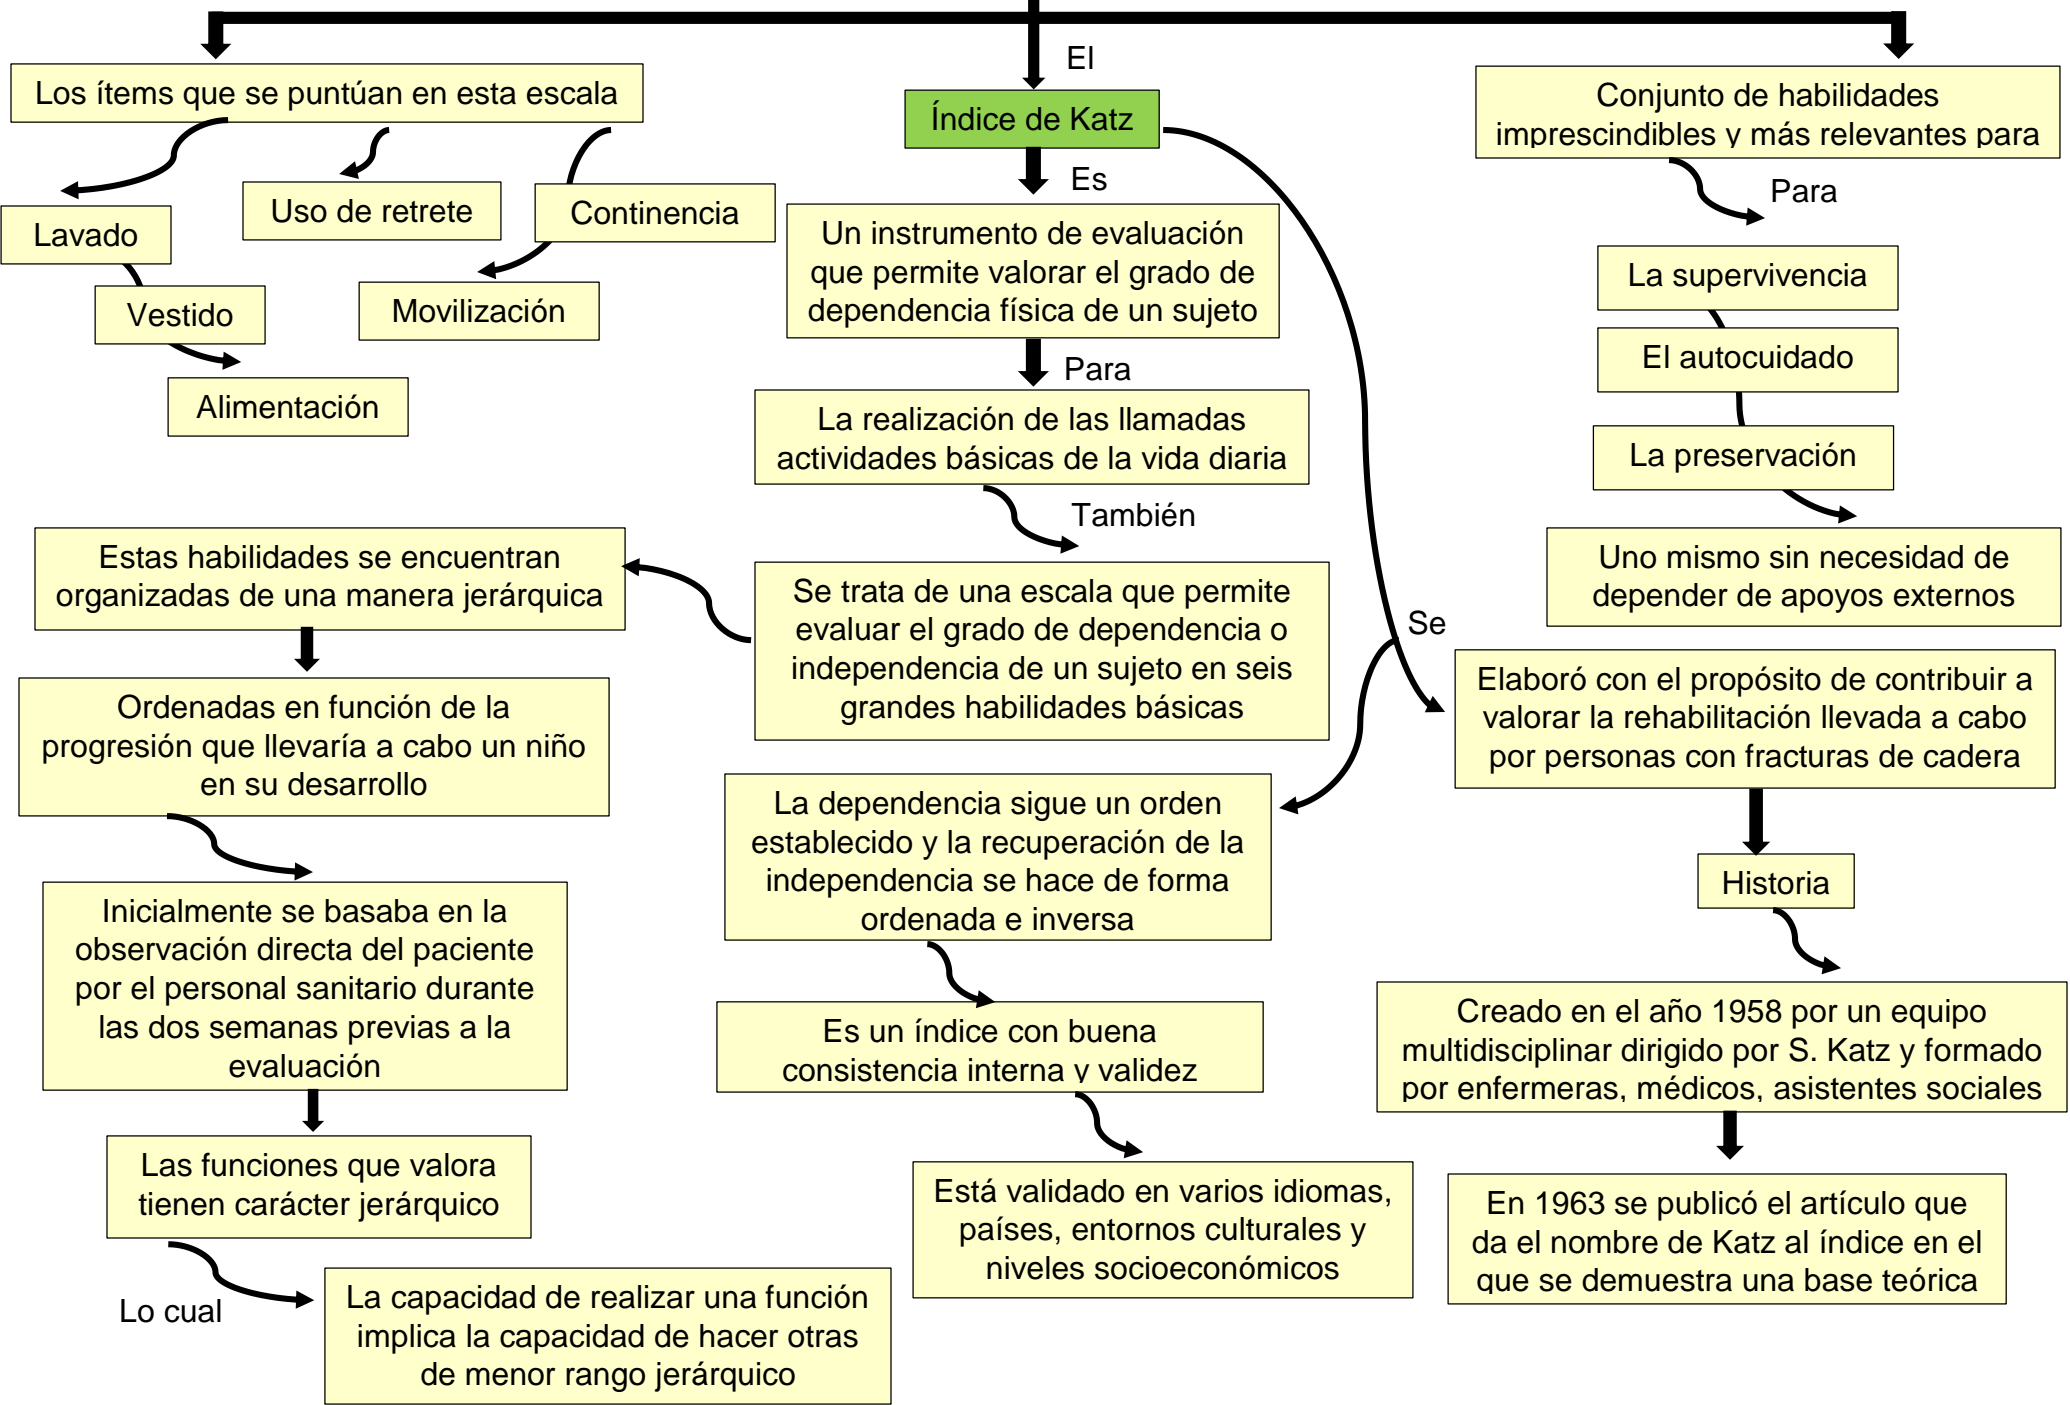 El
Los ítems que se puntúan en esta escala
Lavado
Vestido
Alimentación
Uso de retrete
Continencia
Movilización
Índice de Katz
Es
Un instrumento de evaluación
que permite valorar el grado de
dependencia física de un sujeto
Para
La realización de las llamadas
actividades básicas de la vida diaria
También
Se trata de una escala que permite
evaluar el grado de dependencia o
independencia de un sujeto en seis
grandes habilidades básicas
Estas habilidades se encuentran
organizadas de una manera jerárquica
Ordenadas en función de la
progresión que llevaría a cabo un niño
en su desarrollo
Inicialmente se basaba en la
observación directa del paciente
por el personal sanitario durante
las dos semanas previas a la
evaluación
Las funciones que valora
tienen carácter jerárquico
Lo cual
La capacidad de realizar una función
implica la capacidad de hacer otras
de menor rango jerárquico
Se
La dependencia sigue un orden
establecido y la recuperación de la
independencia se hace de forma
ordenada e inversa
Es un índice con buena
consistencia interna y validez
Está validado en varios idiomas,
países, entornos culturales y
niveles socioeconómicos
Conjunto de habilidades
imprescindibles y más relevantes para
Para
La supervivencia
El autocuidado
La preservación
Uno mismo sin necesidad de
depender de apoyos externos
Elaboró con el propósito de contribuir a
valorar la rehabilitación llevada a cabo
por personas con fracturas de cadera
Historia
Creado en el año 1958 por un equipo
multidisciplinar dirigido por S. Katz y formado
por enfermeras, médicos, asistentes sociales
En 1963 se publicó el artículo que
da el nombre de Katz al índice en el
que se demuestra una base teórica